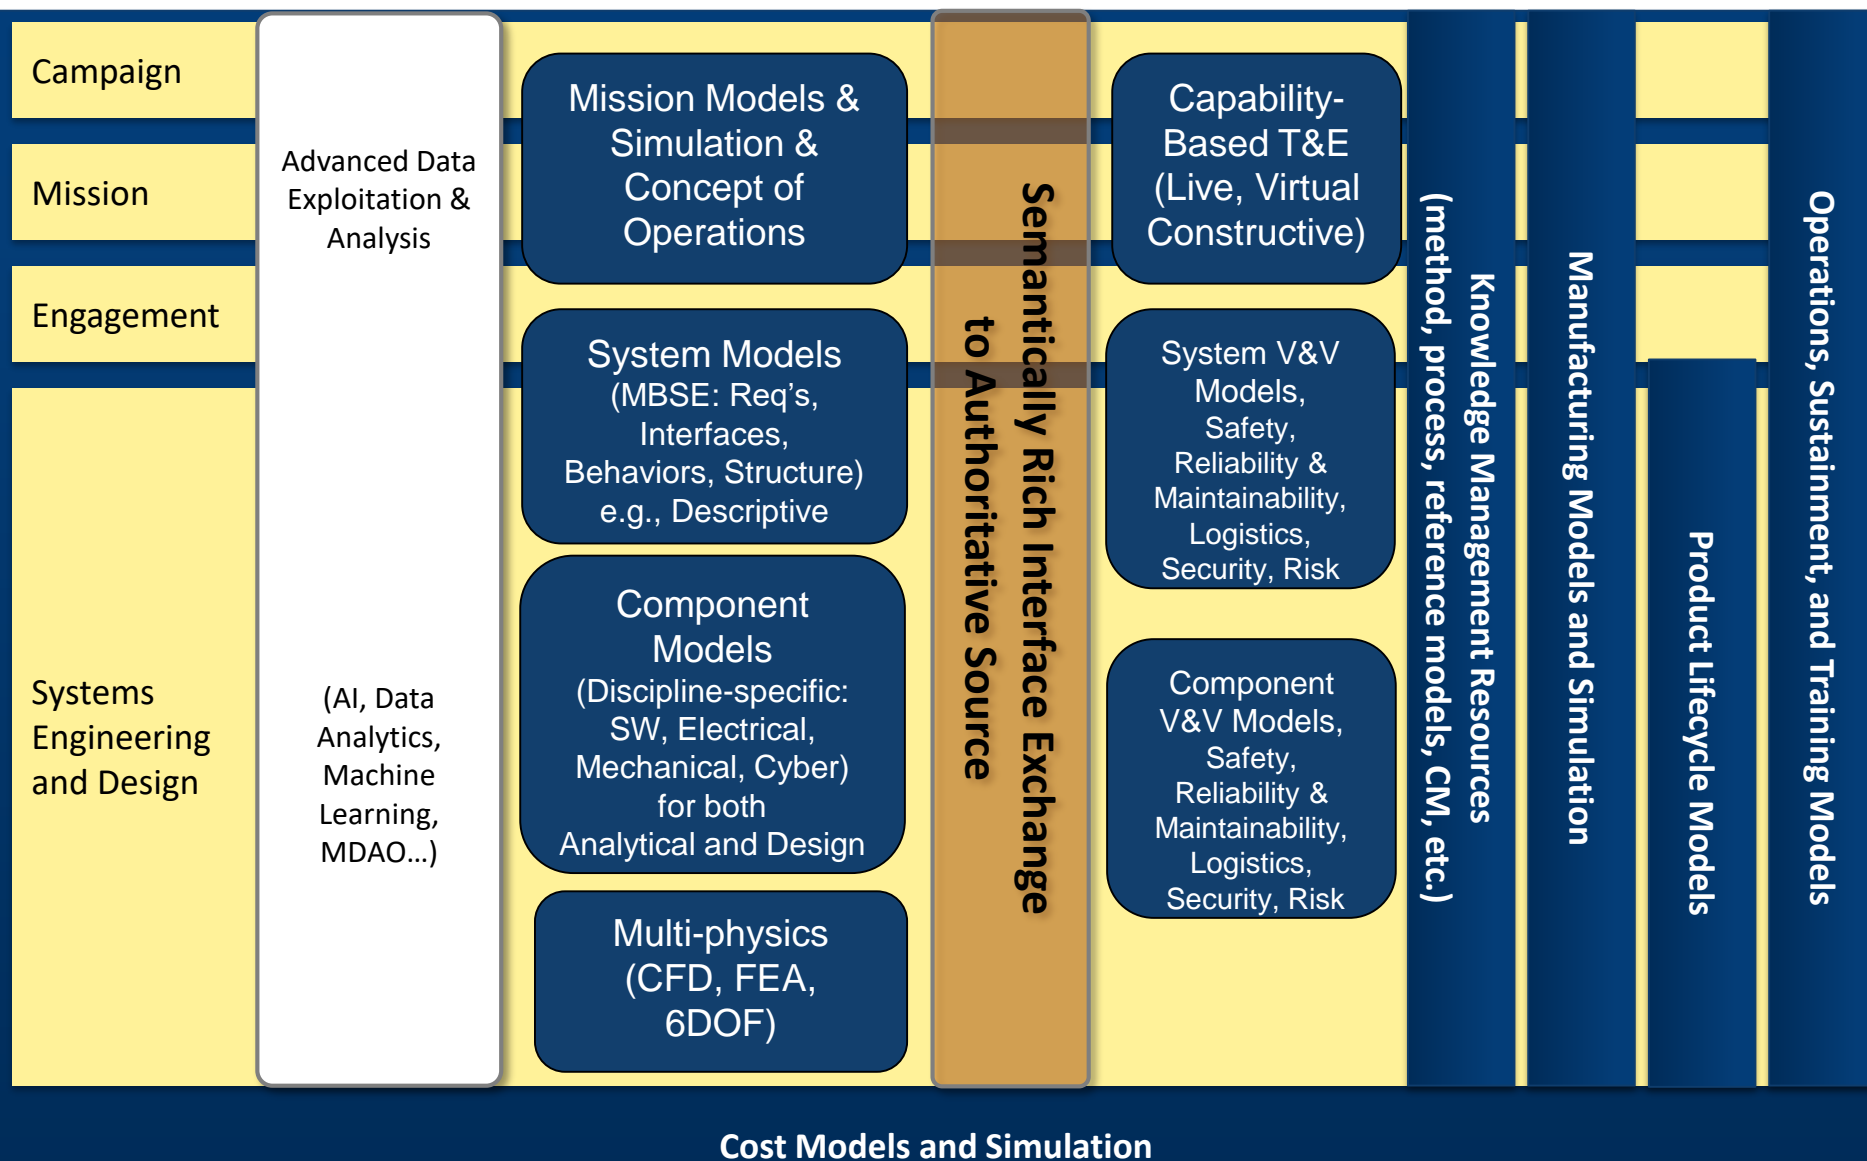 Campaign
Mission
Engagement
Systems
Engineering
and Design
Advanced Data
Exploitation &
Analysis
(AI, Data
Analytics,
Machine
Learning,
MDAO...)
Mission Models &
Simulation &
Concept of
Operations
System Models
(MBSE: Req's,
Interfaces,
Behaviors, Structure)
e.g., Descriptive
Component
Models
(Discipline-specific:
SW, Electrical,
Mechanical, Cyber)
for both
Analytical and Design
Multi-physics
(CFD, FEA,
6DOF)
Semantically Rich Interface Exchange
to Authoritative Source
Capability-
Based T&E
(Live, Virtual
Constructive)
System V&V
Models,
Safety,
Reliability &
Maintainability,
Logistics,
Security, Risk
Component
V&V Models,
Safety,
Reliability &
Maintainability,
Logistics,
Security, Risk
Knowledge Management Resources
(method, process, reference models, CM, etc.)
Manufacturing Models and Simulation
Product Lifecycle Models
Operations, Sustainment, and Training Models
Cost Models and Simulation